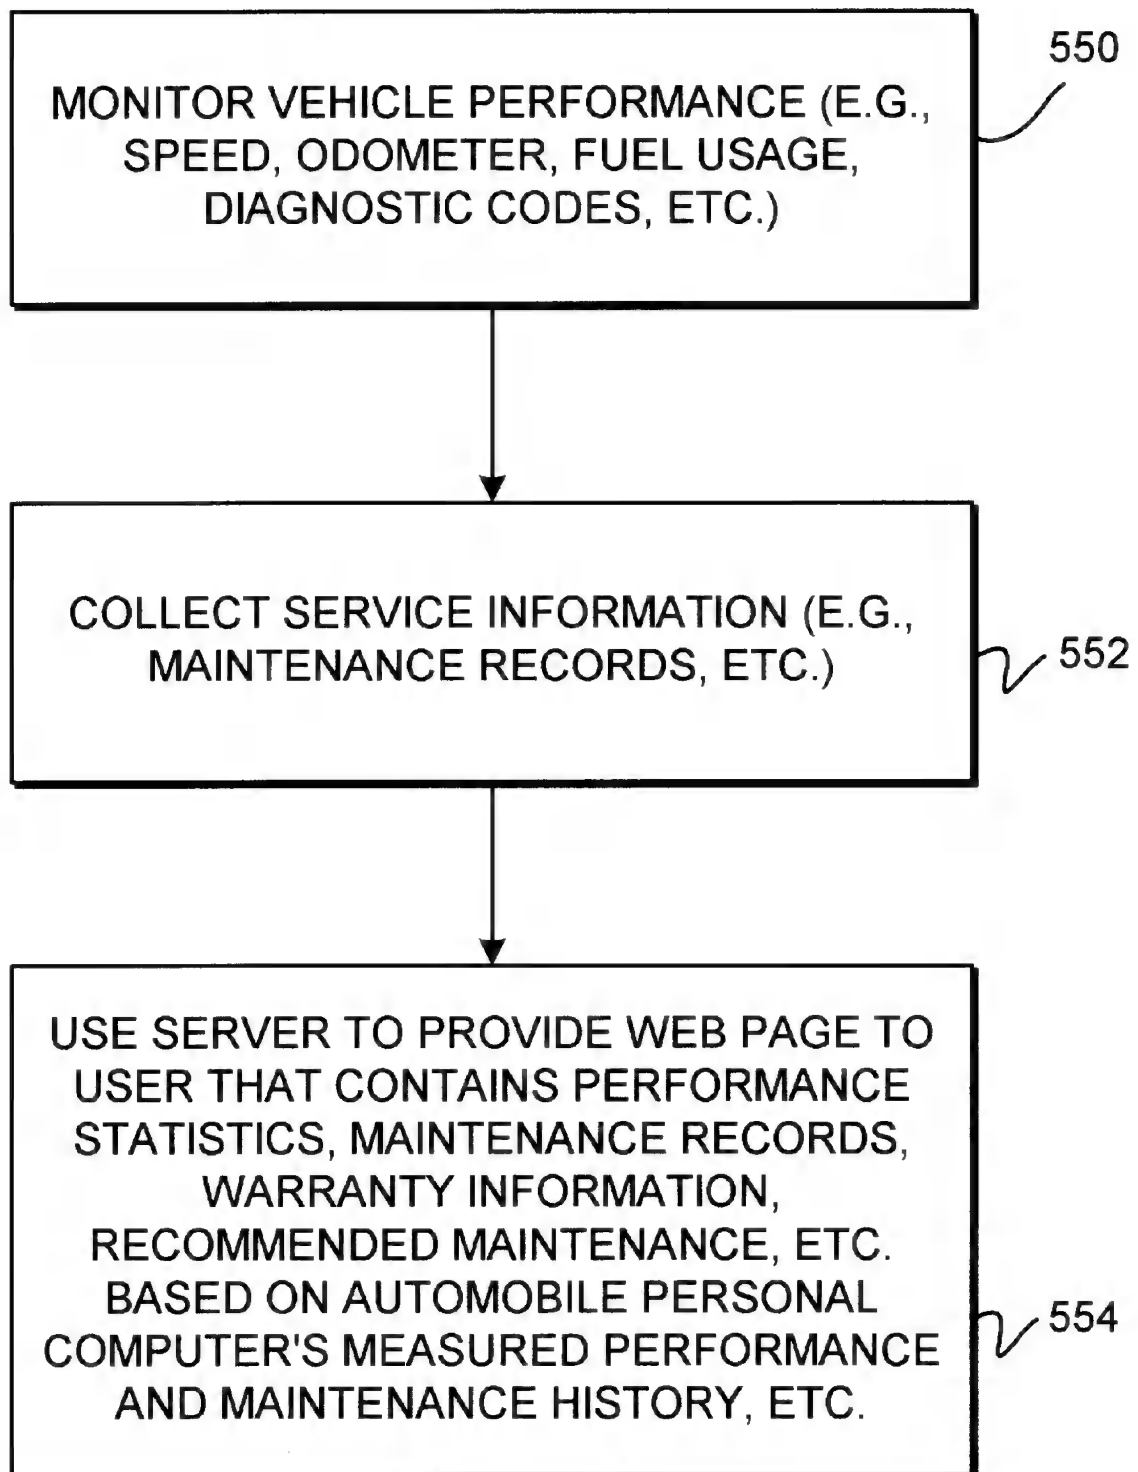 550
MONITOR VEHICLE PERFORMANCE (E.G.,
SPEED, ODOMETER, FUEL USAGE,
DIAGNOSTIC CODES, ETC.)
COLLECT SERVICE INFORMATION (E.G.,
MAINTENANCE RECORDS, ETC.)
552
USE SERVER TO PROVIDE WEB PAGE TO
USER THAT CONTAINS PERFORMANCE
STATISTICS, MAINTENANCE RECORDS,
WARRANTY INFORMATION,
RECOMMENDED MAINTENANCE, ETC.
BASED ON AUTOMOBILE PERSONAL
COMPUTER'S MEASURED PERFORMANCE
AND MAINTENANCE HISTORY, ETC.
554